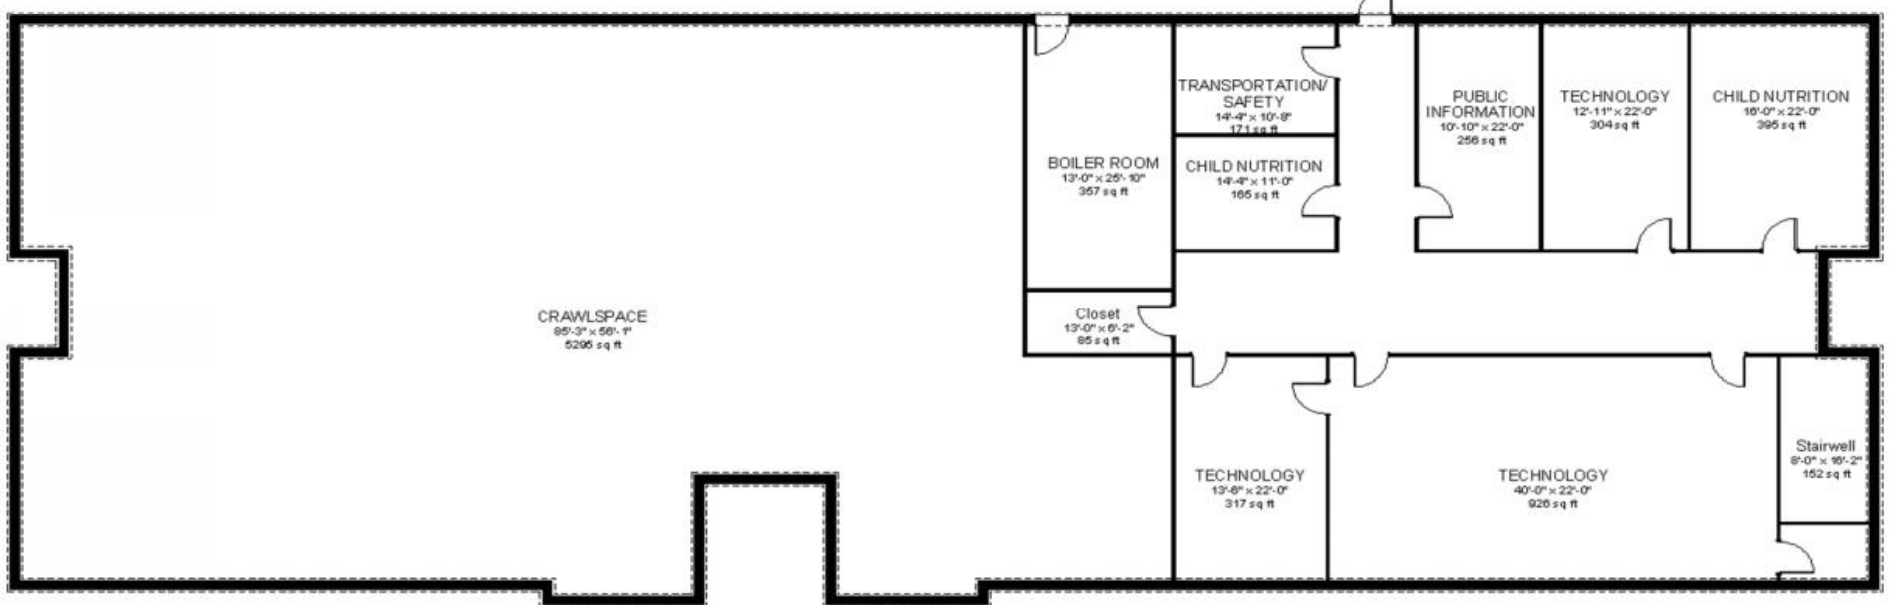 CRAWLSPACE
85'-3" x 56'-1"
5295 sq ft
BOILER ROOM
13'-0" x 25'-10"
357 sq ft
Closet
13'-0" x 6'-2"
85 sq ft
TRANSPORTATION/
SAFETY
14'-4" x 10'-8"
171 sq ft
CHILD NUTRITION
14'-4" x 11'-0"
165 sq ft
PUBLIC
INFORMATION
10'-10" x 22'-0"
256 sq ft
TECHNOLOGY
12'-11" x 22'-0"
304 sq ft
CHILD NUTRITION
16'-0" x 22'-0"
395 sq ft
TECHNOLOGY
13'-6" x 22'-0"
317 sq ft
TECHNOLOGY
40'-0" x 22'-0"
926 sq ft
Stairwell
8'-0" x 16'-2"
152 sq ft